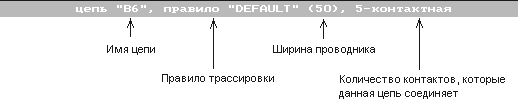 цепь "B6", правило "DEFAULT" (50), 5-контактная
Имя цепи
Ширина проводника
Правило трассировки
Количество контактов, которые
данная цепь соединяет